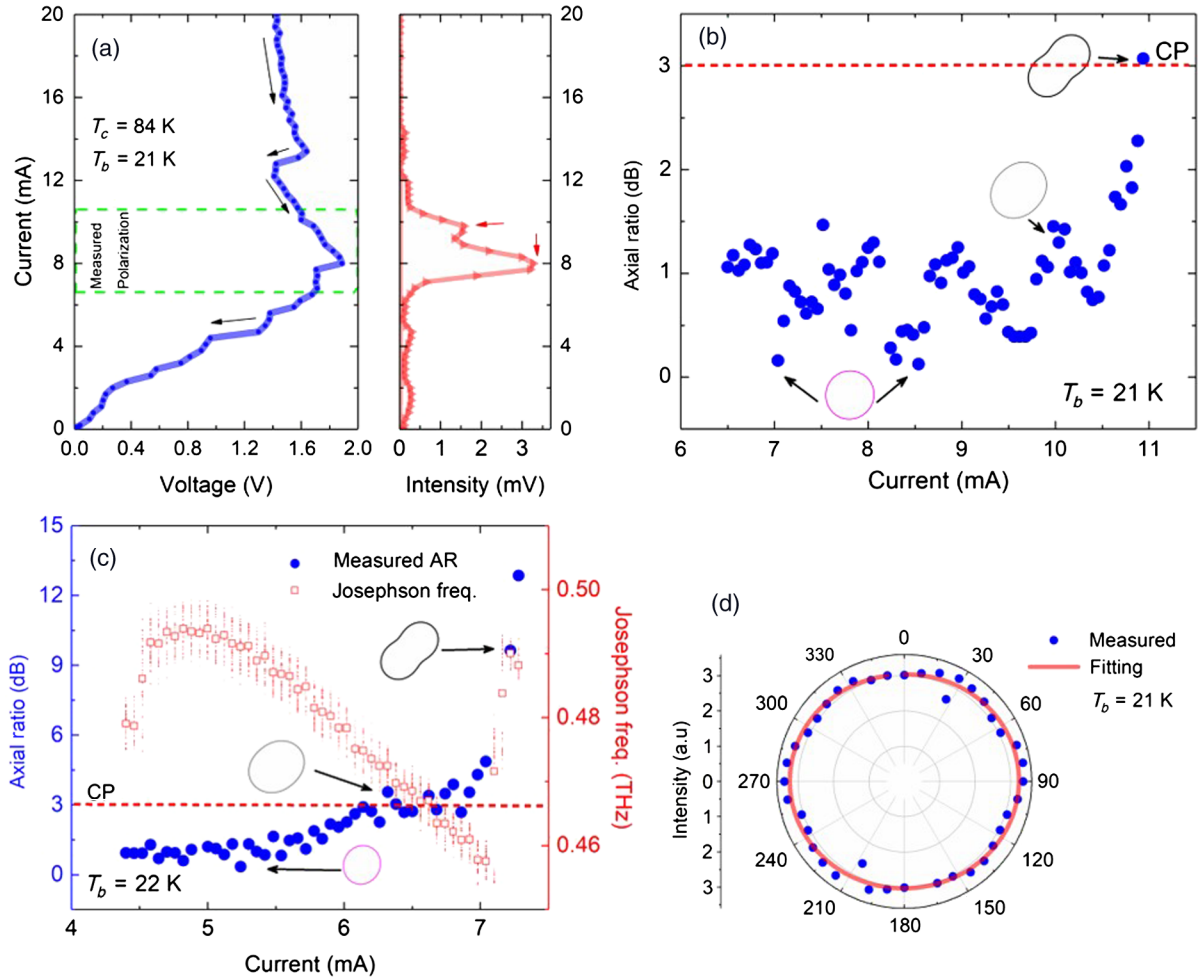 (a)
20
16
12
8
4
0
Current (mA)
T_c = 84 K
T_b = 21 K
Measured
Polarization
0.0 0.4 0.8 1.2 1.6 2.0
Voltage (V)
20
16
12
8
4
0
0 1 2 3
Intensity (mV)
(b)
CP
3
2
1
0
Axial ratio (dB)
T_b = 21 K
6 7 8 9 10 11
Current (mA)
(c)
15
12
9
6
3
0
Axial ratio (dB)
Measured AR
Josephson freq.
CP
T_b = 22 K
0.50
0.48
0.46
Josephson freq. (THz)
4 5 6 7
Current (mA)
(d)
Measured
Fitting
T_b = 21 K
3
2
1
0
1
2
3
Intensity (a.u)
0
30
60
90
120
150
180
210
240
270
300
330